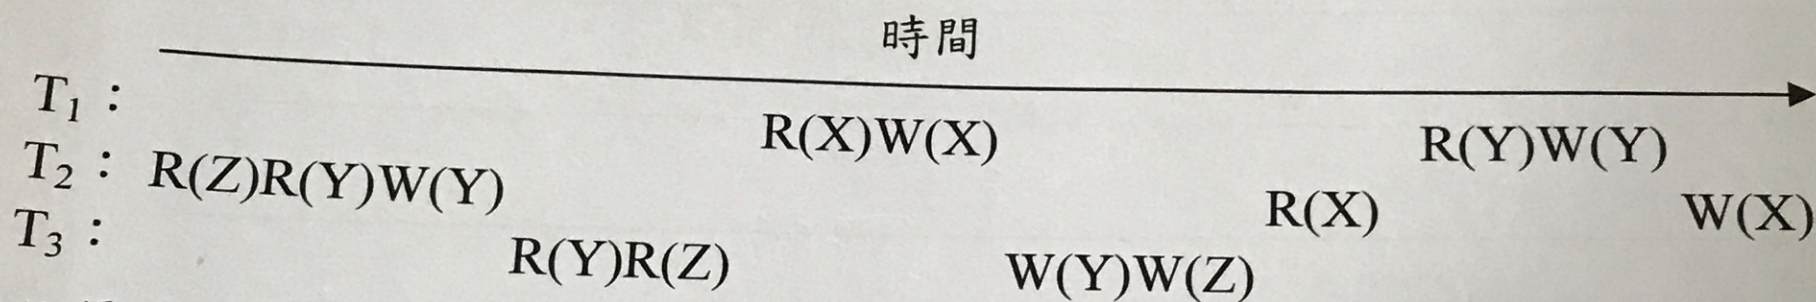 時間
T₁ : R(X)W(X) R(Y)W(Y)
T₂ : R(Z)R(Y)W(Y) R(X) W(X)
T₃ : R(Y)R(Z) W(Y)W(Z)